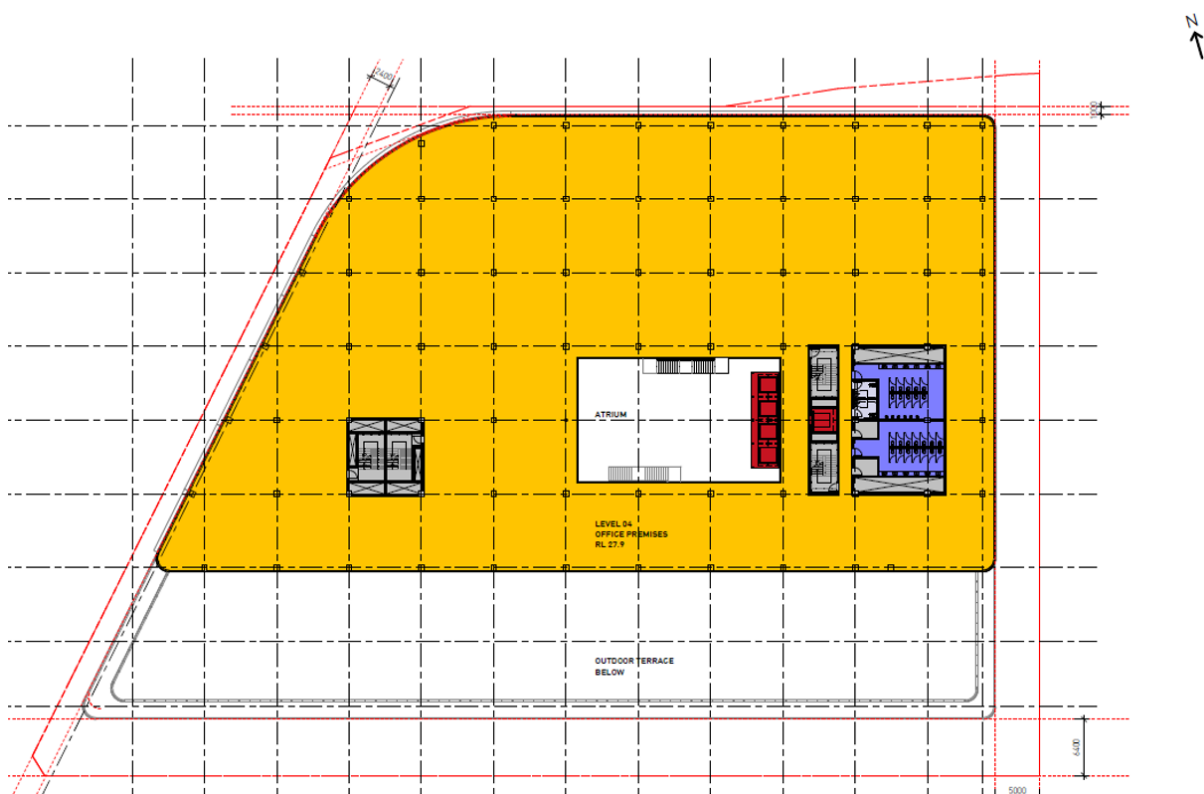 N
2400
ATRIUM
LEVEL 04
OFFICE PREMISES
RL 27.9
OUTDOOR TERRACE
BELOW
6400
5000